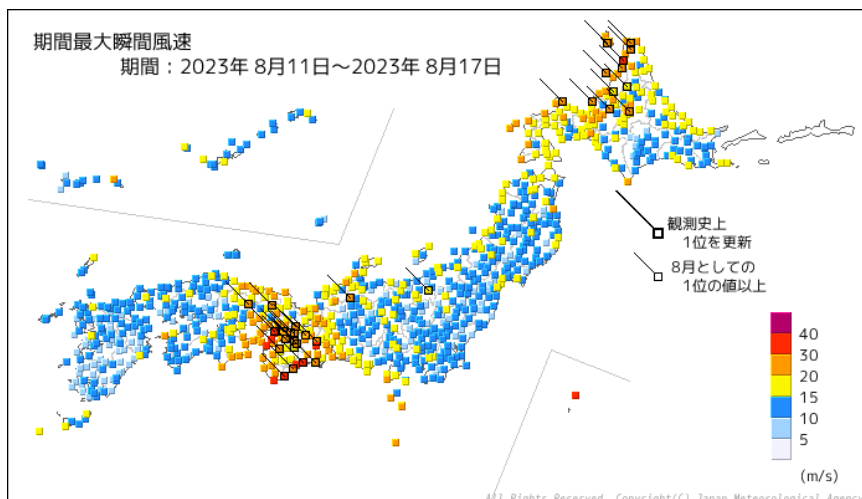 期間最大瞬間風速
期間：2023年 8月11日～2023年 8月17日
観測史上
1位を更新
8月としての
1位の値以上
40
30
20
15
10
5
(m/s)
All Rights Reserved. Copyright(C) Japan Meteorological Agency